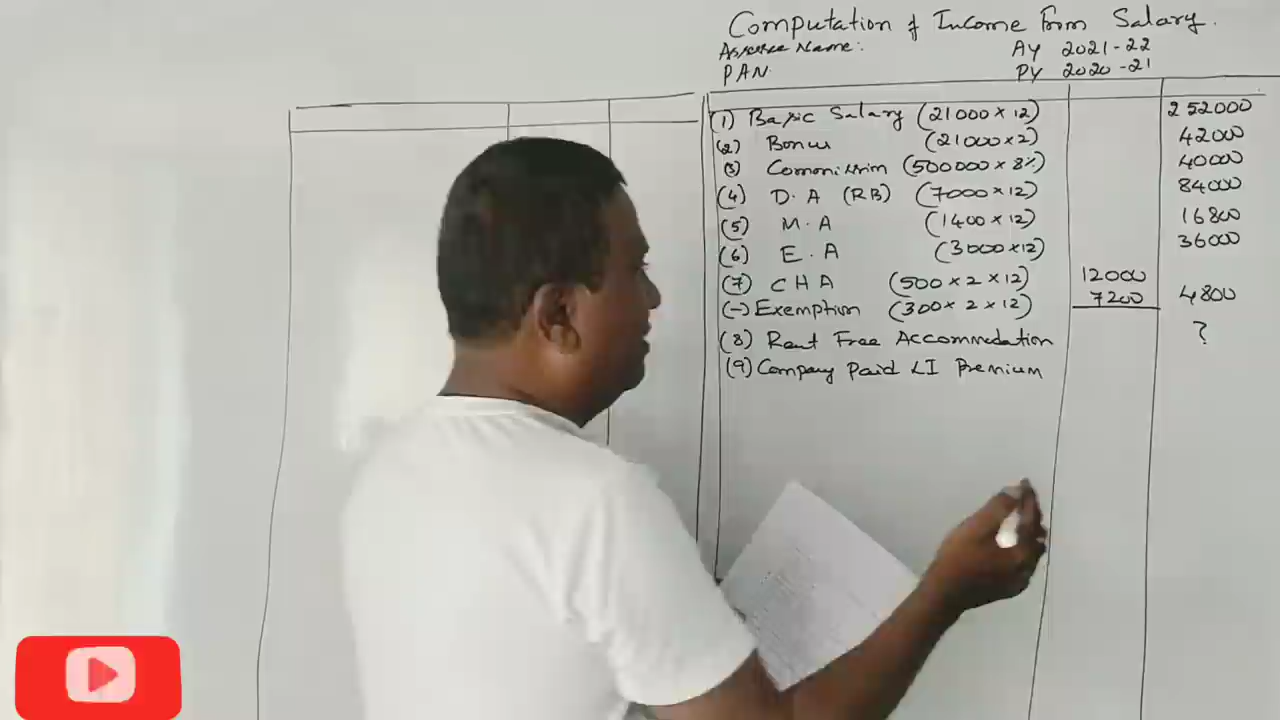 Computation of Income from Salary.
Assessee Name:
AY 2021-22
PAN
PY 2020-21
(1) Basic Salary (21000×12) 252000
(2) Bonus (21000×2) 42000
(3) Commission (500000×8%) 40000
(4) D.A (RB) (7000×12) 84000
(5) M.A (1400×12) 16800
(6) E.A (3000×12) 36000
(7) CHA (500×2×12) 12000
(-) Exemption (300×2×12) 7200 4800
(8) Rent Free Accommodation ?
(9) Company Paid LI Premium